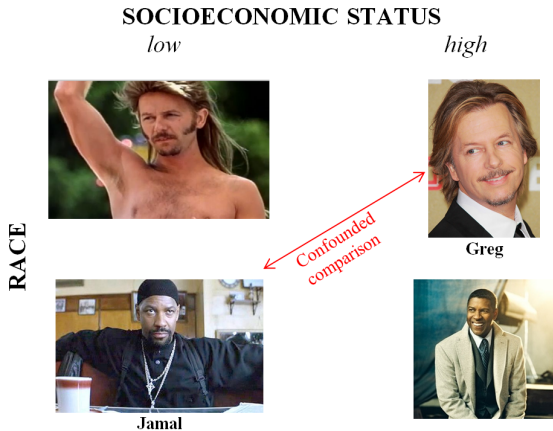 SOCIOECONOMIC STATUS
low
high
RACE
Confounded
comparison
Greg
Jamal